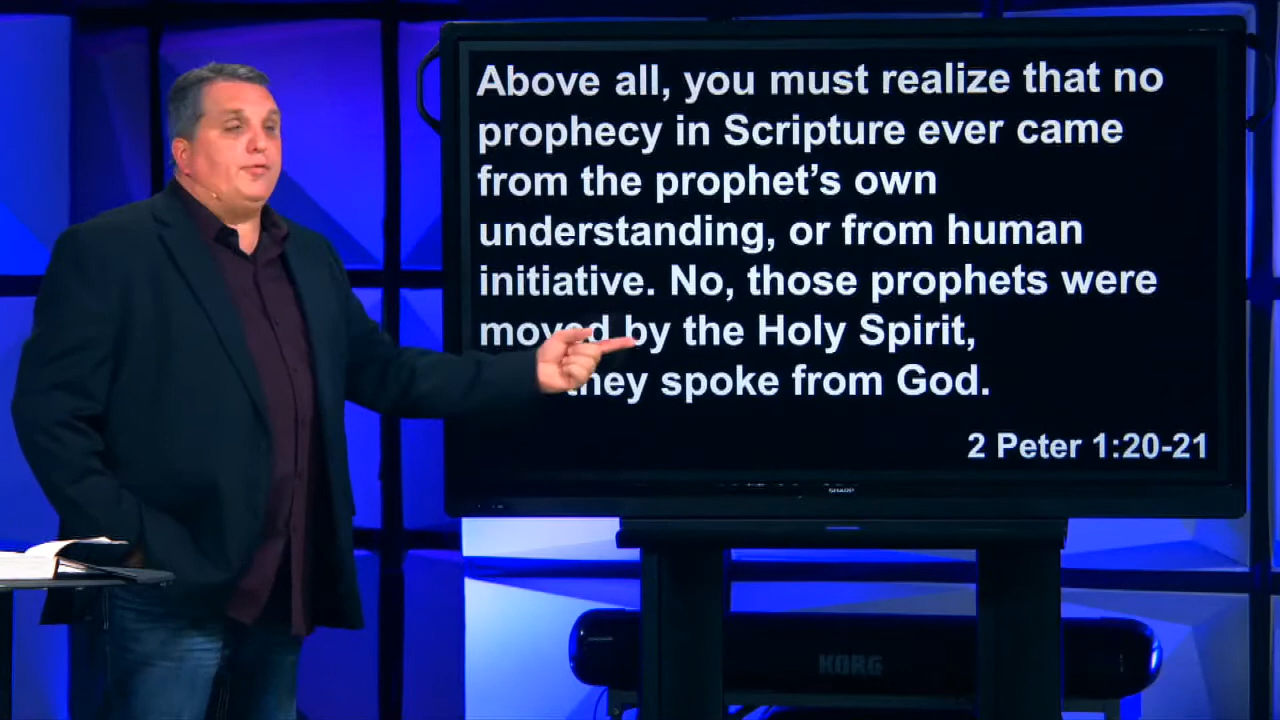 Above all, you must realize that no
prophecy in Scripture ever came
from the prophet’s own
understanding, or from human
initiative. No, those prophets were
moved by the Holy Spirit,
they spoke from God.
2 Peter 1:20-21
SHARP
KORG